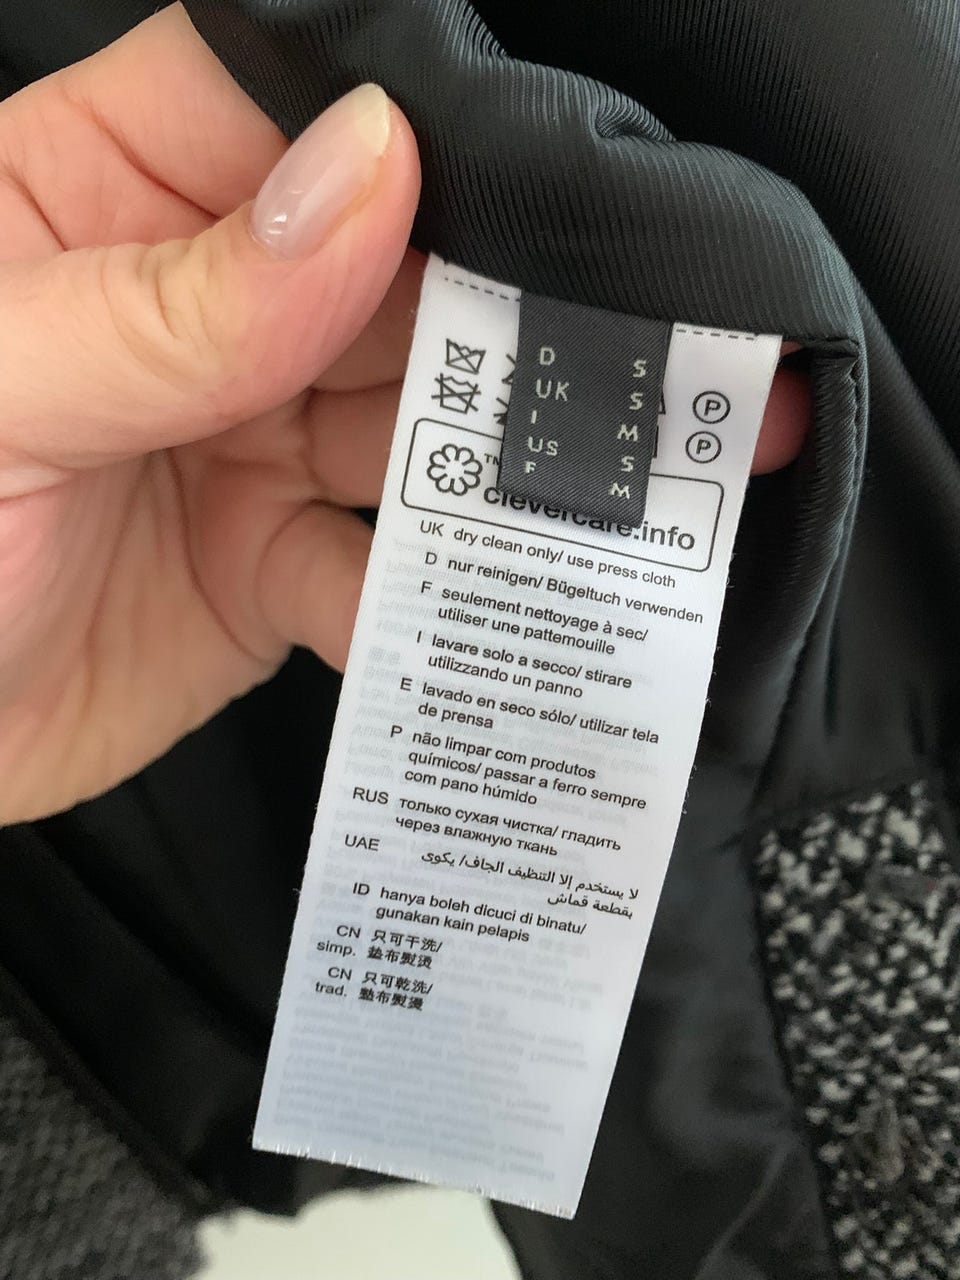 D S
UK S
I M
US S
F M
P
P
TM
clevercare.info
UK dry clean only/ use press cloth
D nur reinigen/ Bügeltuch verwenden
F seulement nettoyage à sec/
utiliser une pattemouille
I lavare solo a secco/ stirare
utilizzando un panno
E lavado en seco sólo/ utilizar tela
de prensa
P não limpar com produtos
químicos/ passar a ferro sempre
com pano húmido
RUS только сухая чистка/ гладить
через влажную ткань
UAE لا يستخدم إلا التنظيف الجاف/ يكوى
بقطعة قماش
ID hanya boleh dicuci di binatu/
gunakan kain pelapis
CN 只可干洗/
simp. 垫布熨烫
CN 只可乾洗/
trad. 墊布熨燙